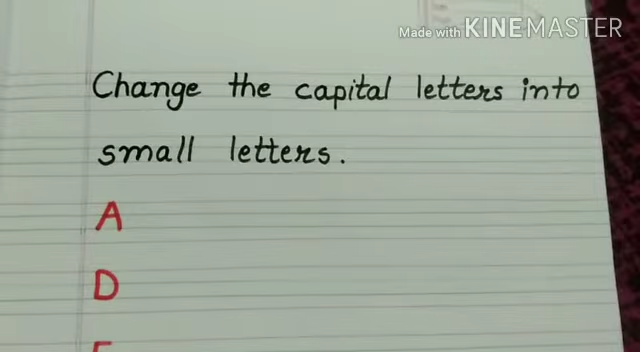 Made with KINEMASTER
Change the capital letters into
small letters.
A
D